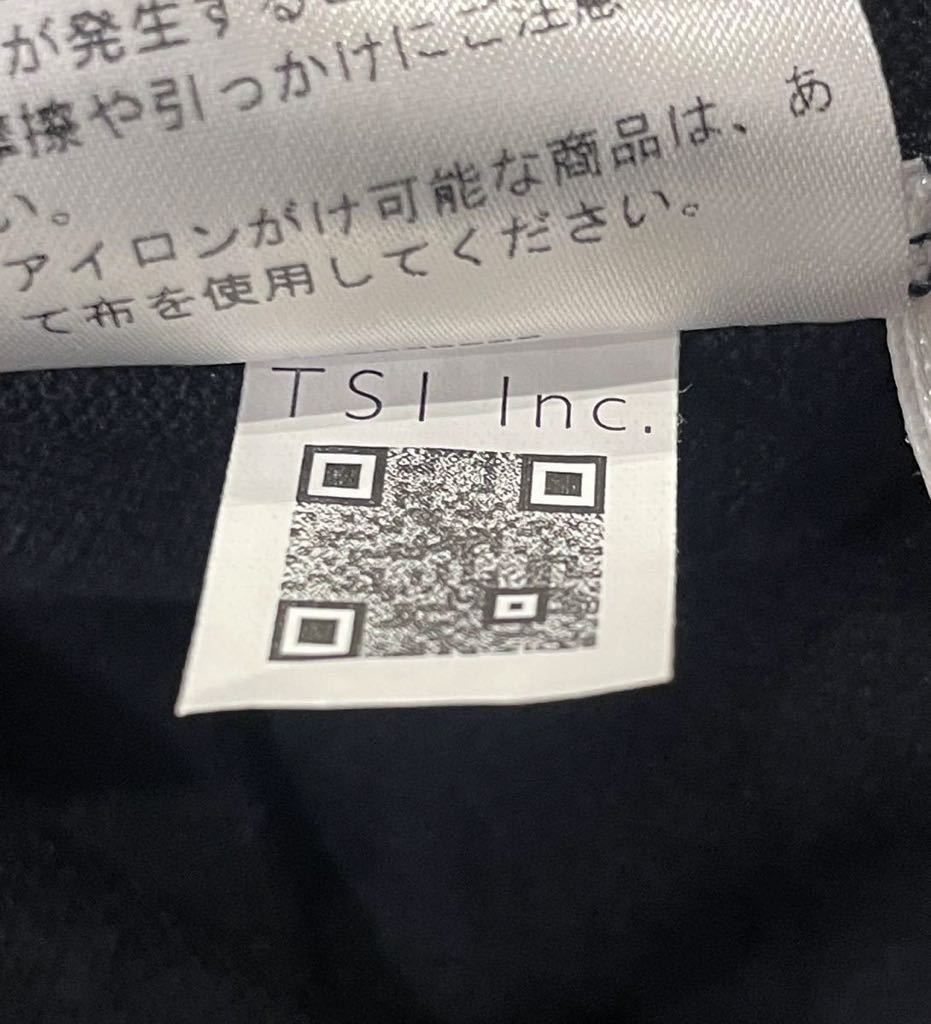 が発生する
擦や引っかけにご注意
い。
アイロンがけ可能な商品は、あ
て布を使用してください。
TSI Inc.